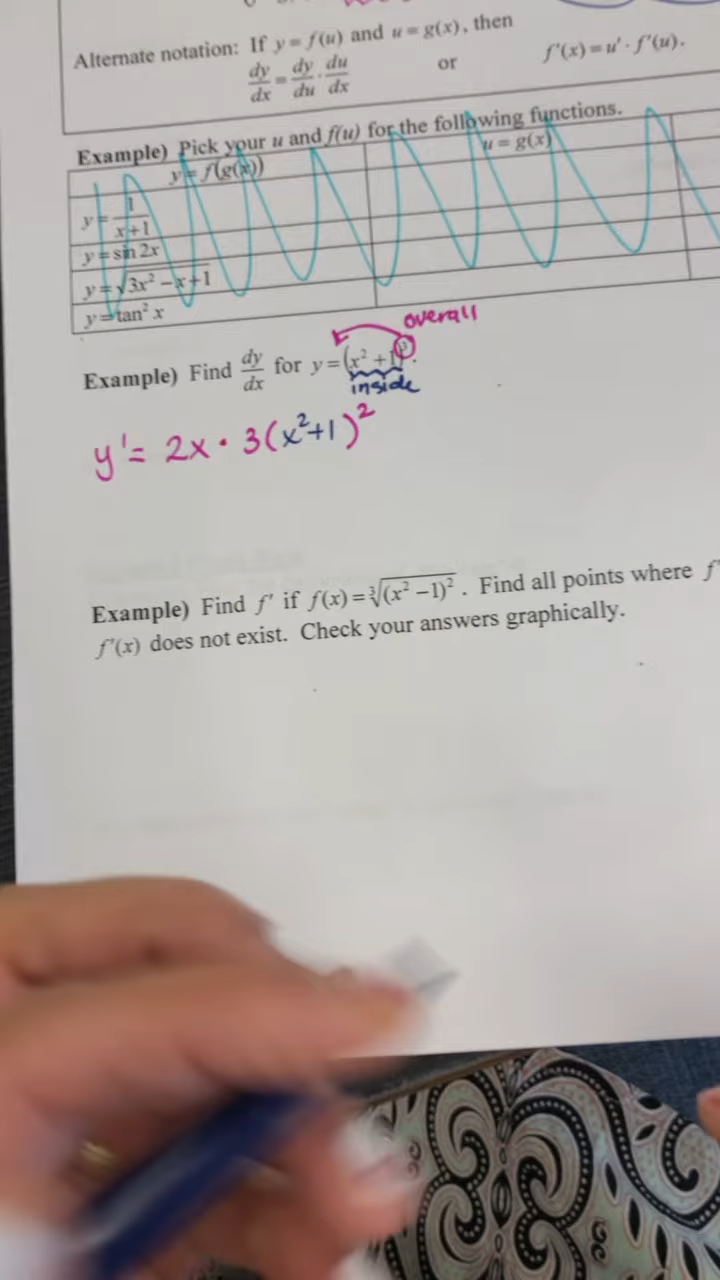 Alternate notation: If y = f(u) and u = g(x), then
dy/dx = dy/du · du/dx or f'(x) = u' · f'(u).
Example) Pick your u and f(u) for the following functions.
y = f(g(x)) u = g(x)
y = 1/(x+1)
y = sin 2x
y = √(3x² − x + 1)
y = tan² x
overall
Example) Find dy/dx for y = (x² + 1)³.
inside
y' = 2x · 3(x²+1)²
Example) Find f' if f(x) = ∛((x² − 1)²). Find all points where f'
f'(x) does not exist. Check your answers graphically.